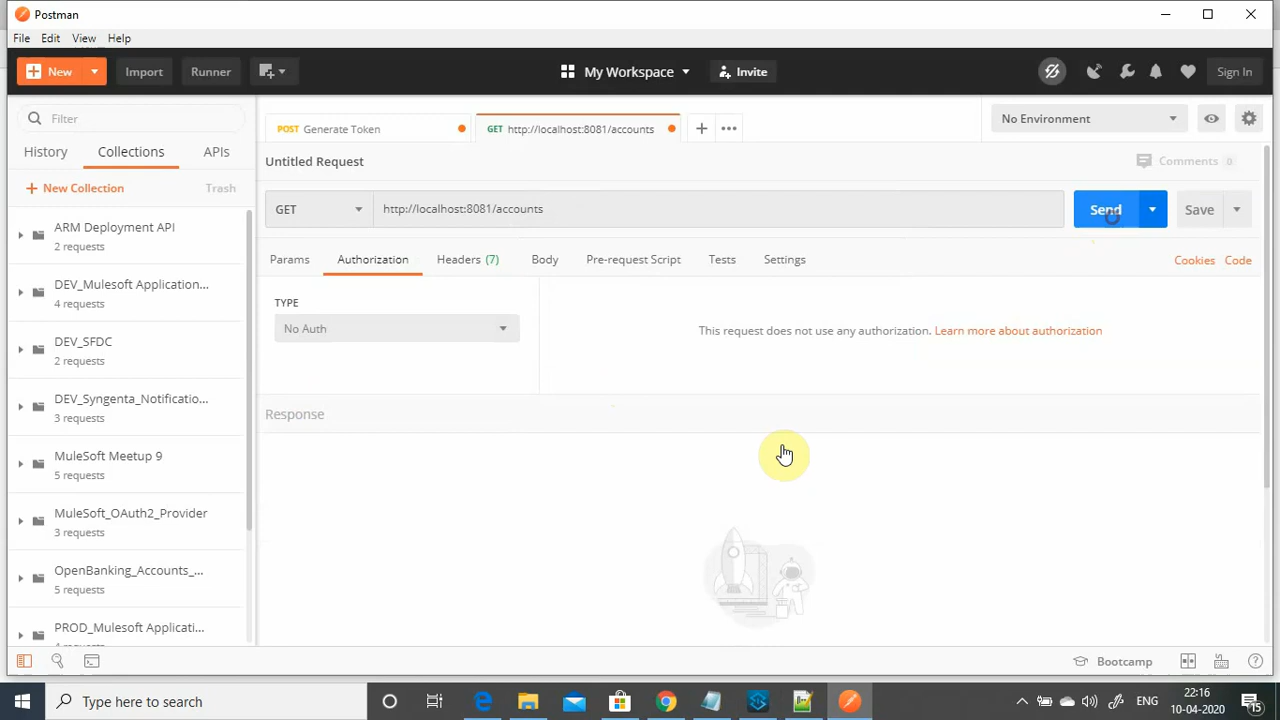 Postman
File Edit View Help
New Import Runner My Workspace Invite Sign In
Filter
POST Generate Token GET http://localhost:8081/accounts No Environment
History Collections APIs
Untitled Request Comments 0
New Collection Trash
GET http://localhost:8081/accounts Send Save
ARM Deployment API
2 requests
Params Authorization Headers (7) Body Pre-request Script Tests Settings Cookies Code
DEV_Mulesoft Application...
4 requests
TYPE
No Auth
This request does not use any authorization. Learn more about authorization
DEV_SFDC
2 requests
DEV_Syngenta_Notificatio...
3 requests
Response
MuleSoft Meetup 9
5 requests
MuleSoft_OAuth2_Provider
3 requests
OpenBanking_Accounts_...
5 requests
PROD_Mulesoft Applicati...
Bootcamp
Type here to search
ENG
22:16
10-04-2020
15